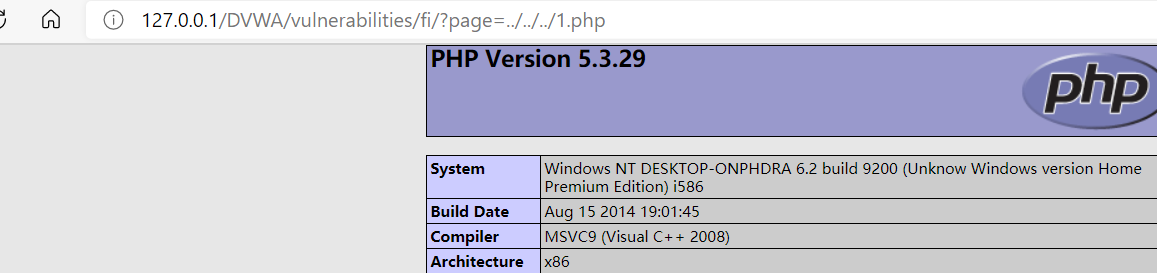 127.0.0.1/DVWA/vulnerabilities/fi/?page=../../../1.php
PHP Version 5.3.29
php
System
Windows NT DESKTOP-ONPHDRA 6.2 build 9200 (Unknow Windows version Home
Premium Edition) i586
Build Date
Aug 15 2014 19:01:45
Compiler
MSVC9 (Visual C++ 2008)
Architecture
x86